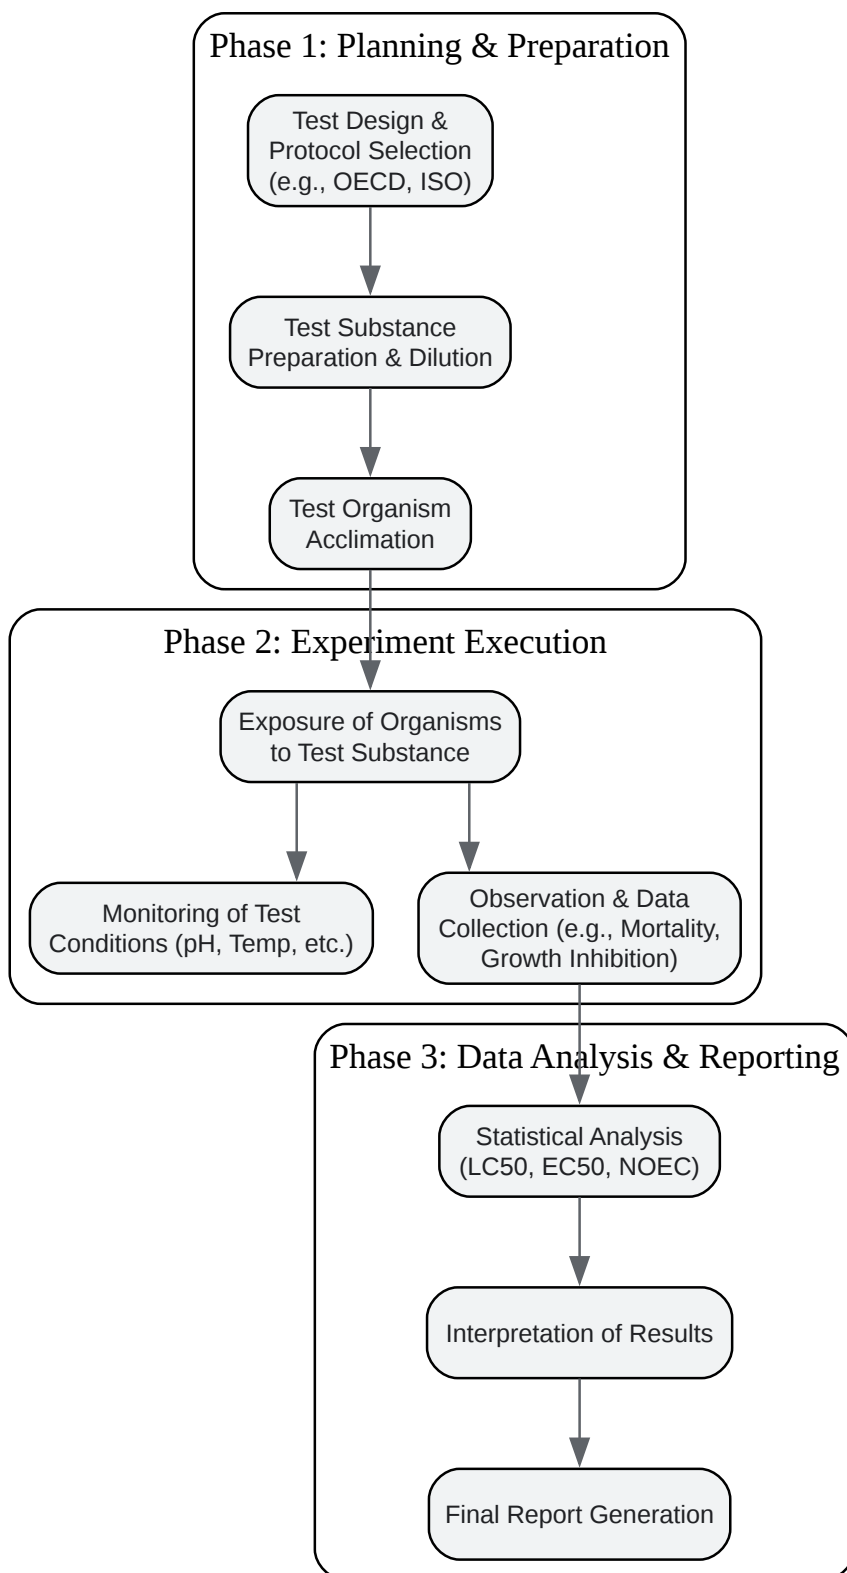 Phase 1: Planning & Preparation
Test Design &
Protocol Selection
(e.g., OECD, ISO)
Test Substance
Preparation & Dilution
Test Organism
Acclimation
Phase 2: Experiment Execution
Exposure of Organisms
to Test Substance
Monitoring of Test
Conditions (pH, Temp, etc.)
Observation & Data
Collection (e.g., Mortality,
Growth Inhibition)
Phase 3: Data Analysis & Reporting
Statistical Analysis
(LC50, EC50, NOEC)
Interpretation of Results
Final Report Generation